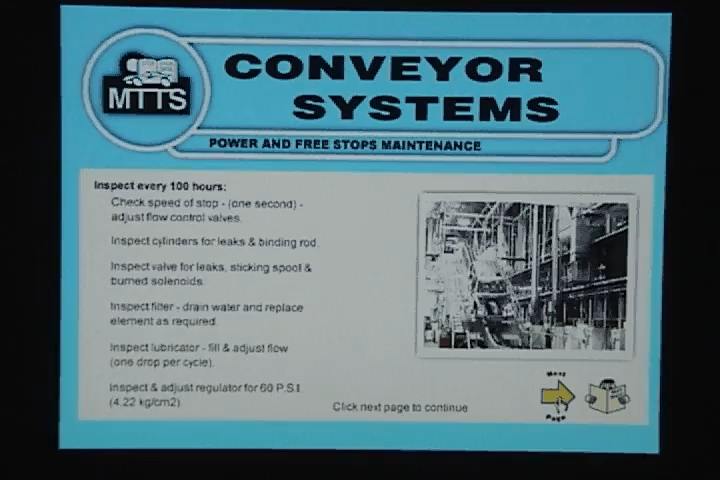 MTTS
CONVEYOR
SYSTEMS
POWER AND FREE STOPS MAINTENANCE
Inspect every 100 hours:
Check speed of stop - (one second) -
adjust flow control valves.
Inspect cylinders for leaks & binding rod.
Inspect valve for leaks, sticking spool &
burned solenoids.
Inspect filter - drain water and replace
element as required.
Inspect lubricator - fill & adjust flow
(one drop per cycle).
Inspect & adjust regulator for 60 P.S.I.
(4.22 kg/cm2)
Click next page to continue
Next
Page